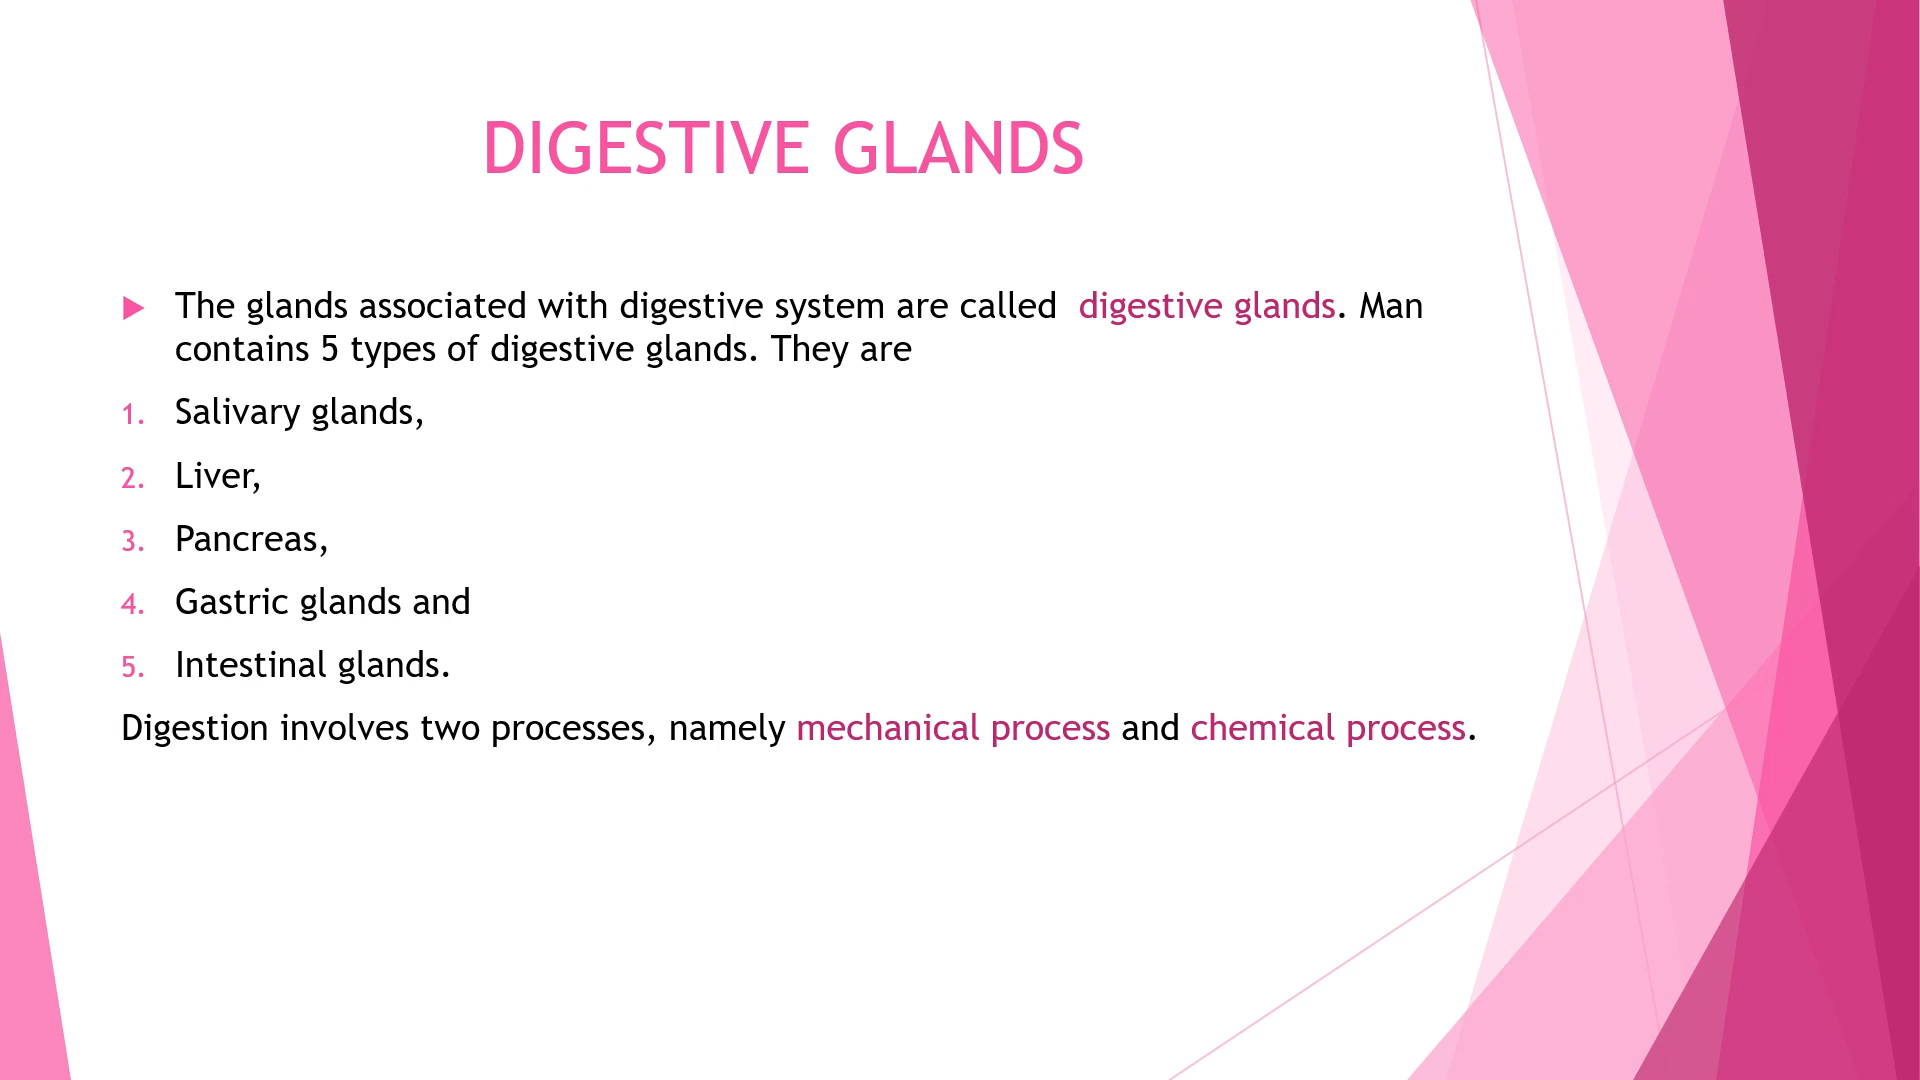 DIGESTIVE GLANDS
The glands associated with digestive system are called  digestive glands. Man
contains 5 types of digestive glands. They are
1. Salivary glands,
2. Liver,
3. Pancreas,
4. Gastric glands and
5. Intestinal glands.
Digestion involves two processes, namely mechanical process and chemical process.